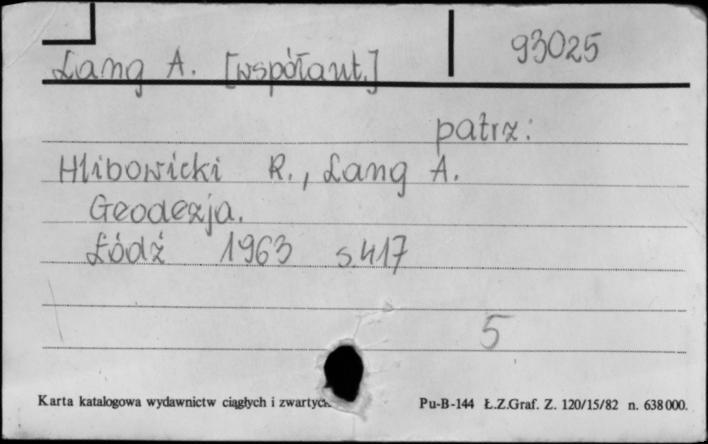 Lang A. [współaut.] 93025
patrz:
Hlibowicki R., Lang A.
Geodezja.
Łódź 1963 s.417
5
Karta katalogowa wydawnictw ciągłych i zwartych Pu-B-144 Ł.Z.Graf. Z. 120/15/82 n. 638000.